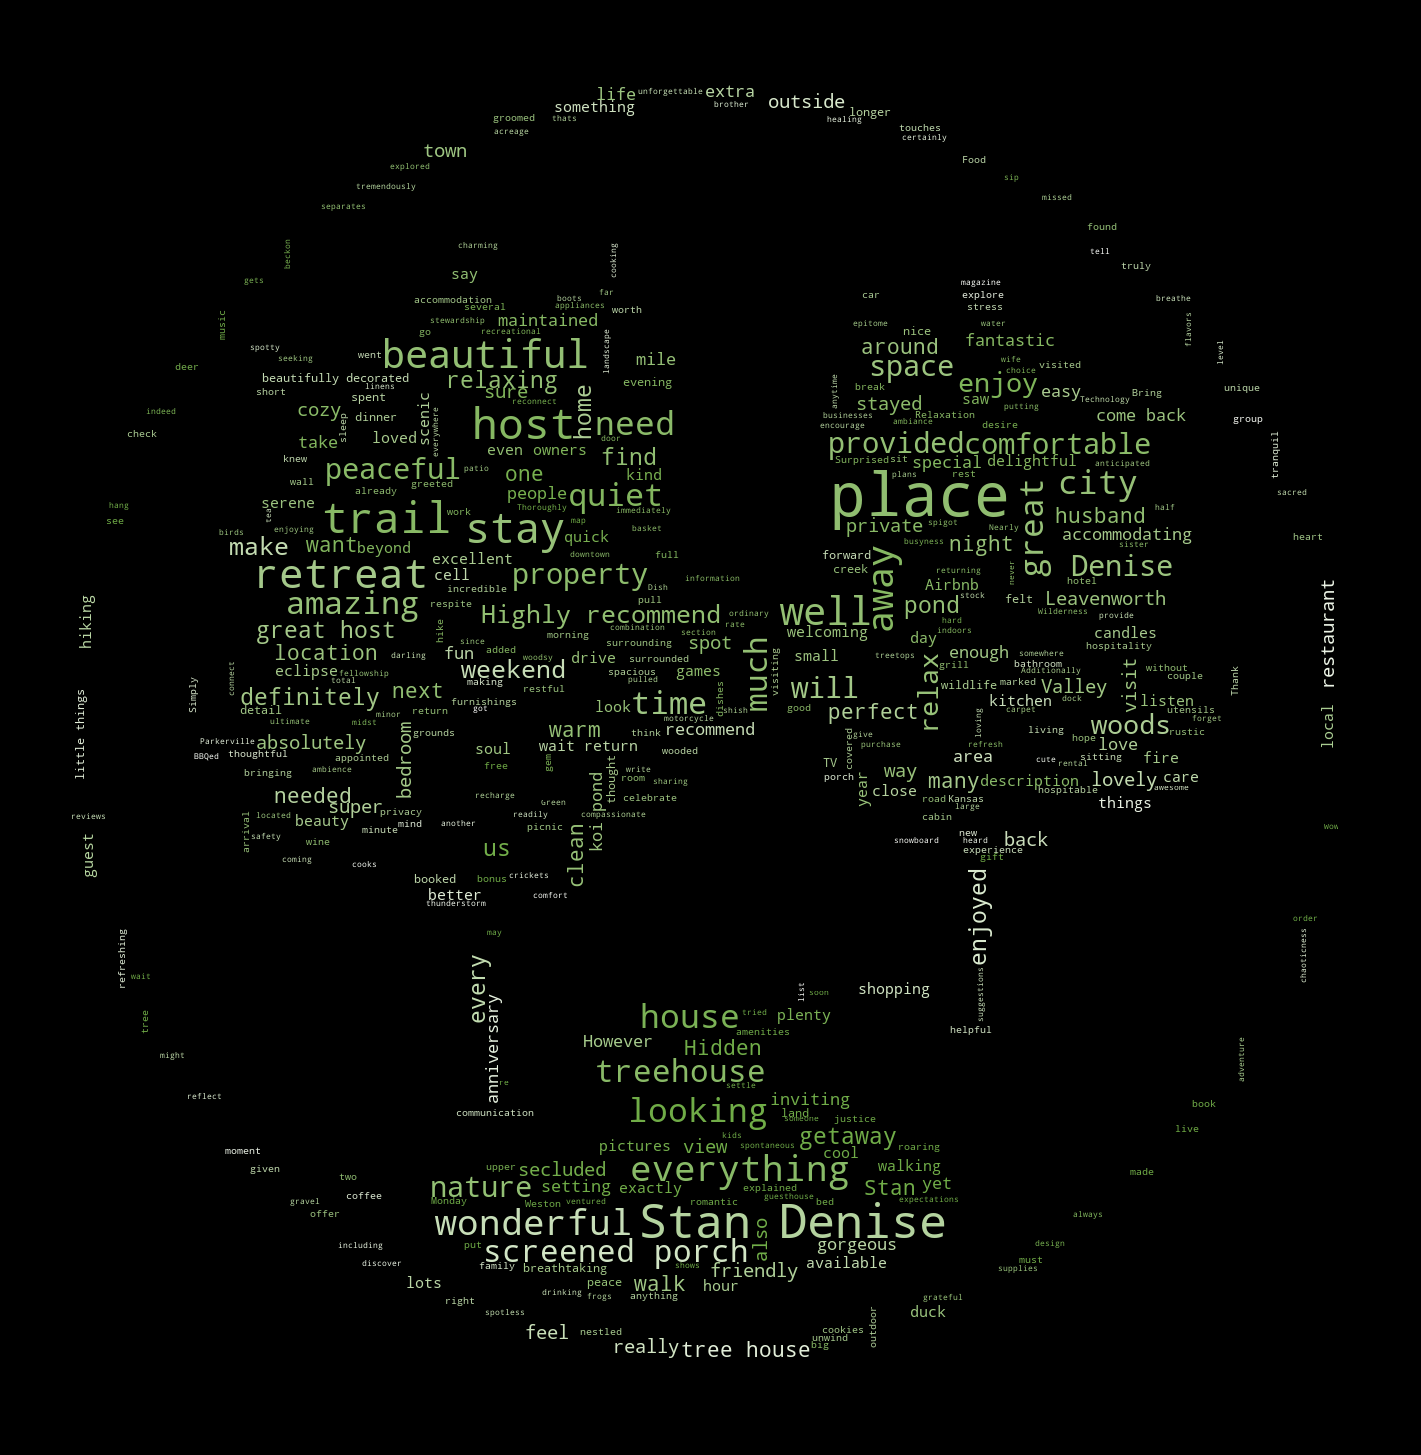 life unforgettable extra outside
something brother
groomed thats healing longer
acreage touches
certainly
town
explored Food
tremendously sip
separates missed
found
beckon charming cooking tell
gets say truly
accommodation boots far magazine
several appliances worth car explore breathe
music stewardship maintained stress
go recreational epitome water flavors
spotty beautiful landscape nice fantastic level
seeking went mile around wife
deer relaxing space choice visited
beautifully decorated linens sure evening enjoy unique
short spent reconnect home break saw easy Technology Bring
indeed cozy dinner scenic everywhere anytime stayed putting
take sleep loved host need businesses Relaxation come back group
check door encourage ambiance desire
knew even owners find provided comfortable tranquil
wall peaceful patio one kind Surprised sit special delightful anticipated
already greeted people quiet plans rest city sacred
hang serene Thoroughly immediately place great half
see tea trail work stay map basket private spigot husband
birds enjoying quick Nearly accommodating heart
make want beyond downtown full busyness night sister
excellent forward away
retreat cell property information creek returning never Denise
incredible Dish Airbnb hotel
hiking amazing respite pull stock felt Leavenworth restaurant
Highly recommend ordinary well pond Wilderness provide
great host hike combination rate hard
morning section welcoming indoors candles
location since added surrounding spot day hospitality
darling fun woodsy drive surrounded much small treetops enough somewhere
eclipse fellowship weekend spacious games visiting grill bathroom without
connect total making pulled relax wildlife Additionally visit couple Thank
Simply definitely next restful time dishes will marked Valley listen
detail return furnishings got look shish good kitchen utensils
ultimate minor motorcycle perfect carpet forget
little things midst grounds warm recommend loving living woods rustic local
Parkerville absolutely soul think give hope
BBQed thoughtful wait return wooded covered purchase refresh love
appointed bedroom area cute sitting fire
bringing ambience free gem write TV way rental
room sharing porch many description lovely care
needed recharge koi pond thought celebrate year close hospitable awesome
super Green road Kansas things
reviews arrival located beauty privacy readily compassionate large
minute mind another picnic cabin
safety wine new
us snowboard heard back
guest coming clean experience Wow
cooks gift
booked bonus crickets
better comfort enjoyed
thunderstorm
may order
refreshing chaoticness
wait every suggestions
list soon shopping
anniversary house tried plenty
tree amenities helpful
However Hidden
might adventure
treehouse
re settle
reflect inviting
looking land book
communication someone justice
kids getaway live
moment pictures view spontaneous roaring
cool
given upper secluded everything walking made
two
nature setting exactly explained Stan yet
gravel coffee Monday Weston ventured romantic guesthouse bed expectations
offer wonderful Stan Denise always
including put screened porch also gorgeous design
discover family breathtaking shows friendly available must
supplies
lots peace walk hour
drinking frogs anything grateful
right
spotless duck
feel nestled cookies outdoor
unwind
really tree house big